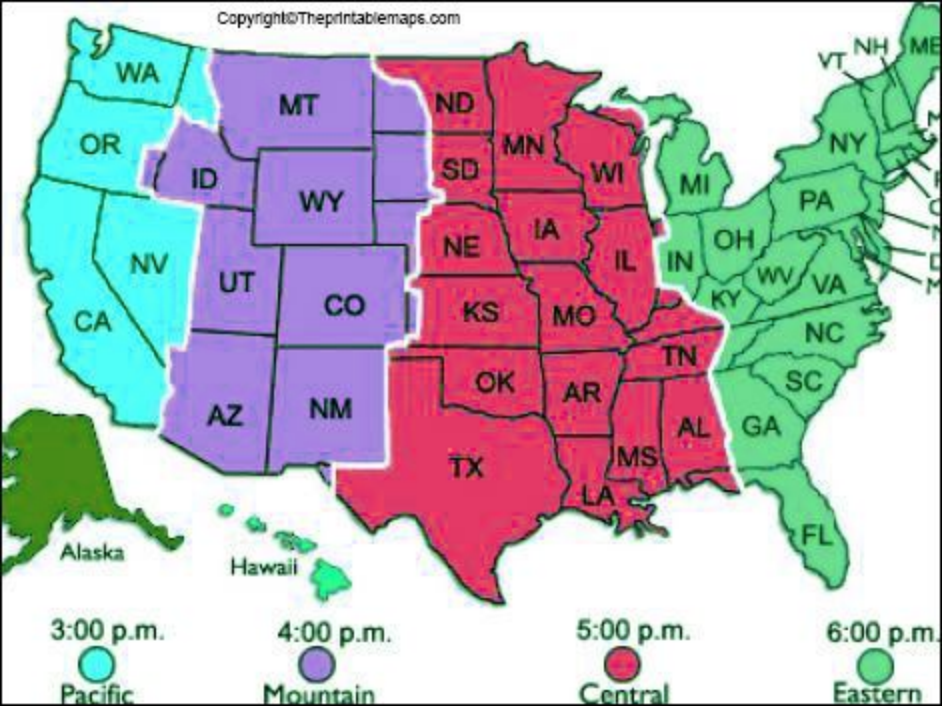 Copyright©Theprintablemaps.com
WA
MT
ND
MN
VT
NH
ME
OR
ID
WY
SD
WI
MI
NY
PA
NV
UT
CO
NE
IA
IL
IN
OH
WV
VA
CA
KS
MO
KY
NC
AZ
NM
OK
AR
TN
SC
TX
MS
AL
GA
LA
FL
Alaska
Hawaii
3:00 p.m.
4:00 p.m.
5:00 p.m.
6:00 p.m.
Pacific
Mountain
Central
Eastern